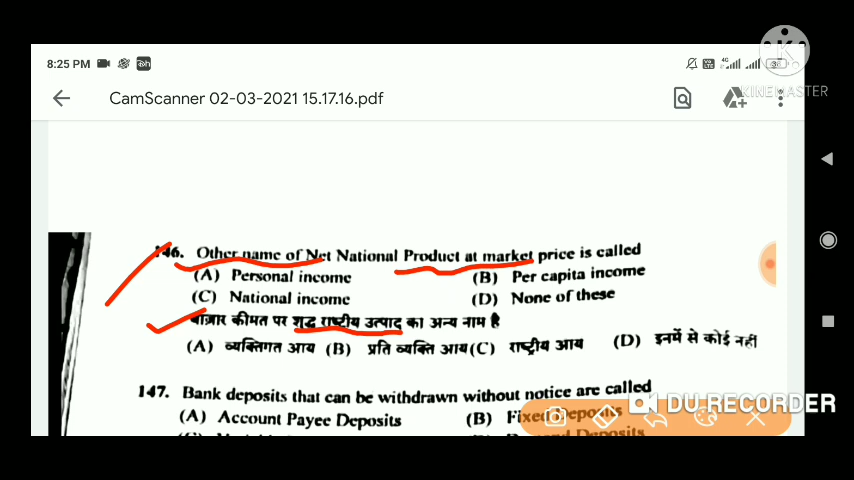 8:25 PM
KINEMASTER
CamScanner 02-03-2021 15.17.16.pdf
146. Other name of Net National Product at market price is called
(A) Personal income (B) Per capita income
(C) National income (D) None of these
बाज़ार कीमत पर शुद्ध राष्ट्रीय उत्पाद का अन्य नाम है
(A) व्यक्तिगत आय (B) प्रति व्यक्ति आय (C) राष्ट्रीय आय (D) इनमें से कोई नहीं
147. Bank deposits that can be withdrawn without notice are called
(A) Account Payee Deposits (B) Fixed Deposits
DU RECORDER
Deposits